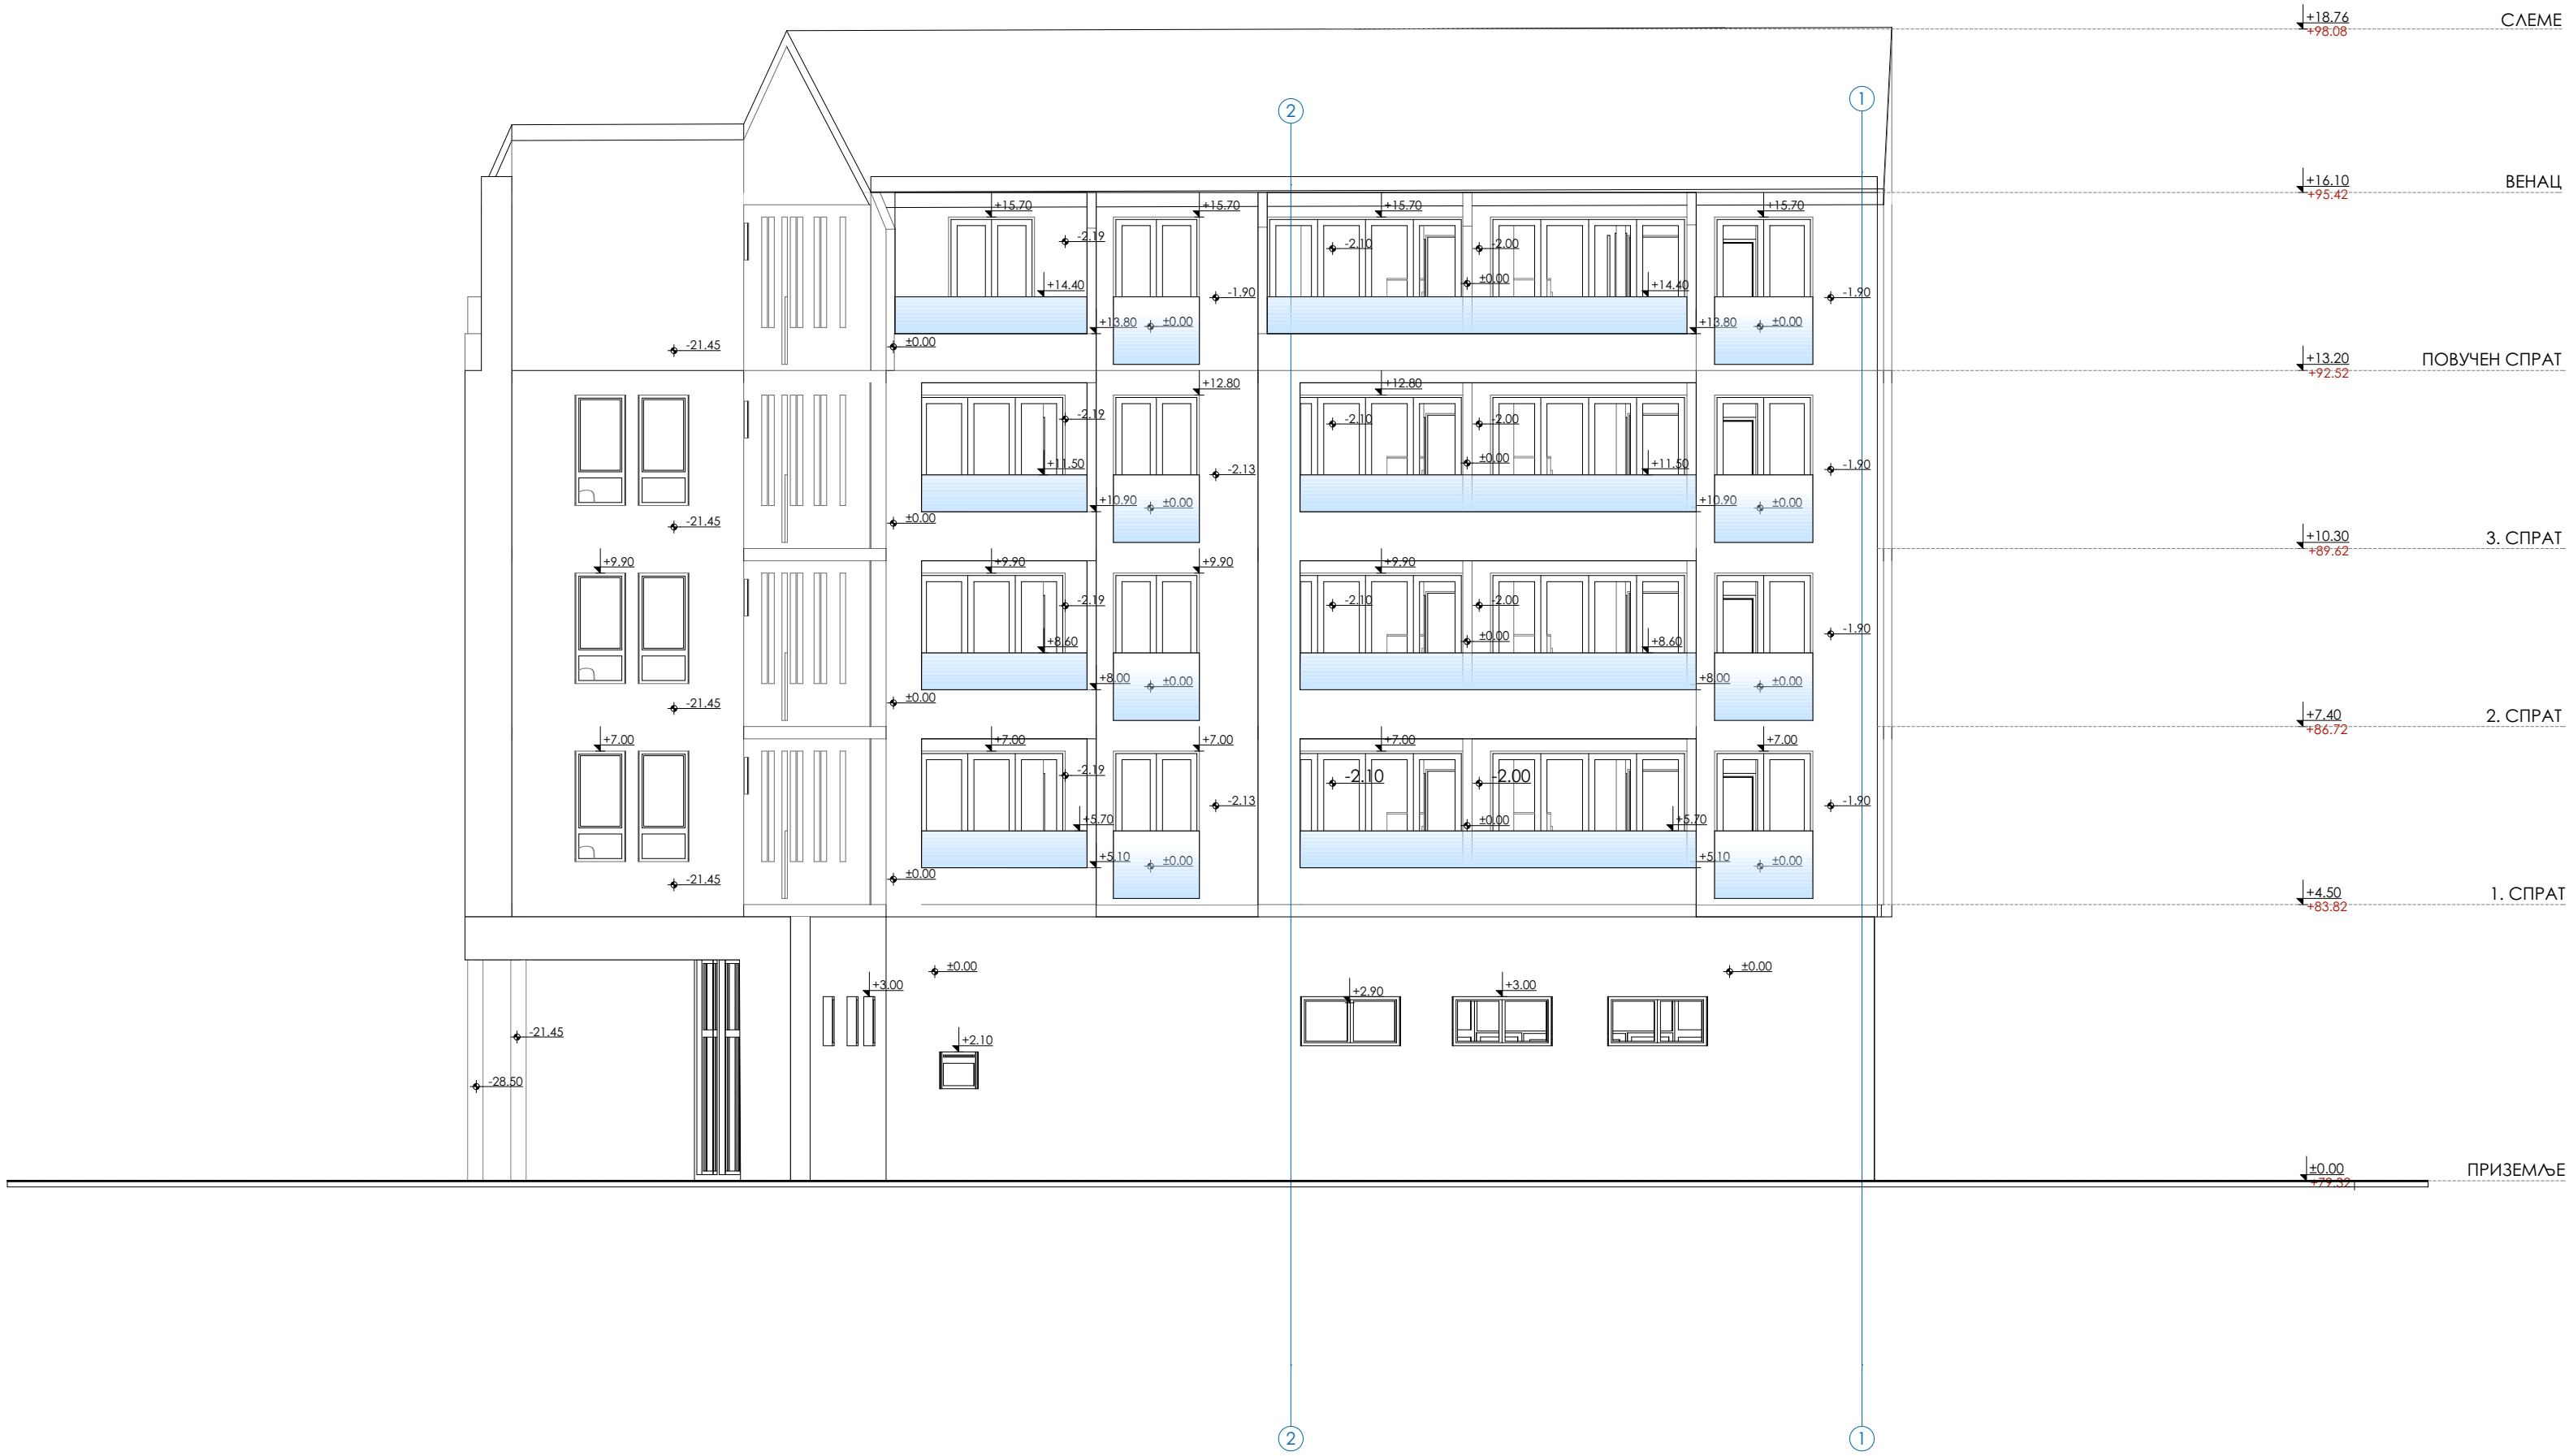 +18.76 СЛЕМЕ
+98.08
1
2
+16.10 ВЕНАЦ
+95.42
+15.70 +15.70 +15.70 +15.70
-2.19 -2.10 -2.00
±0.00
+14.40 +14.40
-1.90 -1.90
+13.80 ±0.00 +13.80 ±0.00
-21.45 ±0.00
+13.20 ПОВУЧЕН СПРАТ
+92.52
+12.80 +12.80
-2.19 -2.10 -2.00
±0.00
+11.50 +11.50
-2.13 -1.90
+10.90 ±0.00 +10.90 ±0.00
-21.45 ±0.00
+10.30 3. СПРАТ
+89.62
+9.90 +9.90 +9.90 +9.90
-2.19 -2.10 -2.00
±0.00 -1.90
+8.60 +8.60
+8.00 ±0.00 +8.00 ±0.00
-21.45 ±0.00
+7.40 2. СПРАТ
+86.72
+7.00 +7.00 +7.00 +7.00 +7.00
-2.19 -2.10 -2.00
-2.13 -1.90
+5.70 ±0.00 +5.70
+5.10 ±0.00 +5.10 ±0.00
-21.45 ±0.00
+4.50 1. СПРАТ
+83.82
±0.00 ±0.00
+3.00 +2.90 +3.00
-21.45 +2.10
-28.50
±0.00 ПРИЗЕМЉЕ
+79.32
2 1